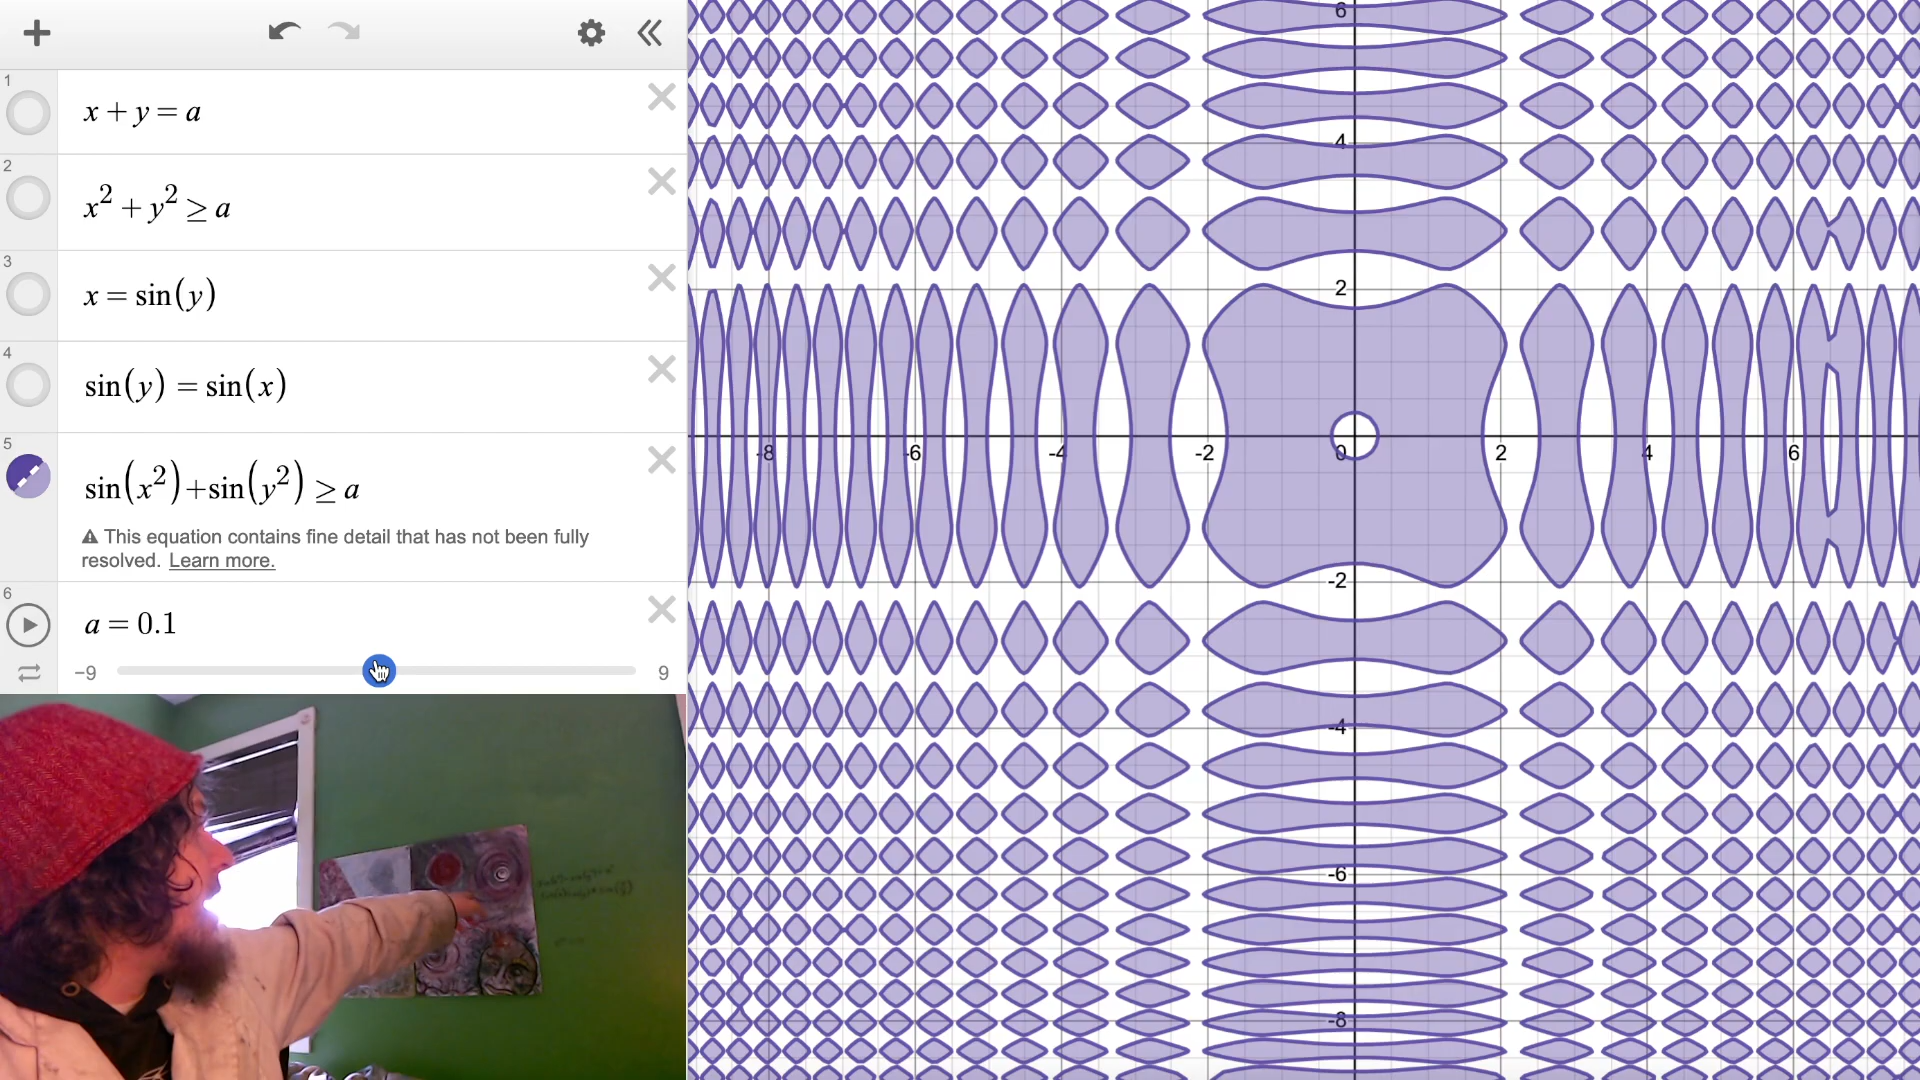 1
x + y = a
2
x² + y² ≥ a
3
x = sin(y)
4
sin(y) = sin(x)
5
sin(x²)+sin(y²) ≥ a
⚠ This equation contains fine detail that has not been fully
resolved. Learn more.
6
a = 0.1
−9 9
6
4
2
-8 -6 -4 -2 0 2 4 6
-2
-4
-6
-8